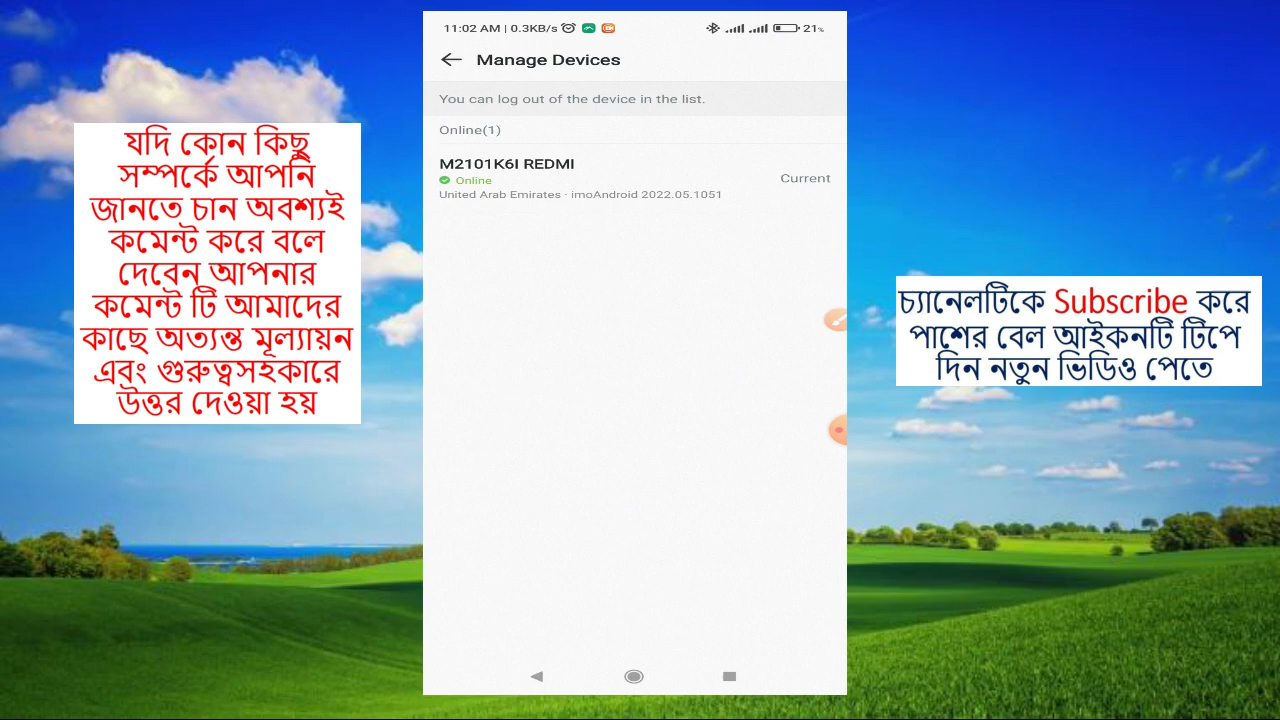 যদি কোন কিছু
সম্পর্কে আপনি
জানতে চান অবশ্যই
কমেন্ট করে বলে
দেবেন আপনার
কমেন্ট টি আমাদের
কাছে অত্যন্ত মূল্যায়ন
এবং গুরুত্বসহকারে
উত্তর দেওয়া হয়
11:02 AM | 0.3KB/s
21%
Manage Devices
You can log out of the device in the list.
Online(1)
M2101K6I REDMI
Online
Current
United Arab Emirates · imoAndroid 2022.05.1051
চ্যানেলটিকে Subscribe করে
পাশের বেল আইকনটি টিপে
দিন নতুন ভিডিও পেতে